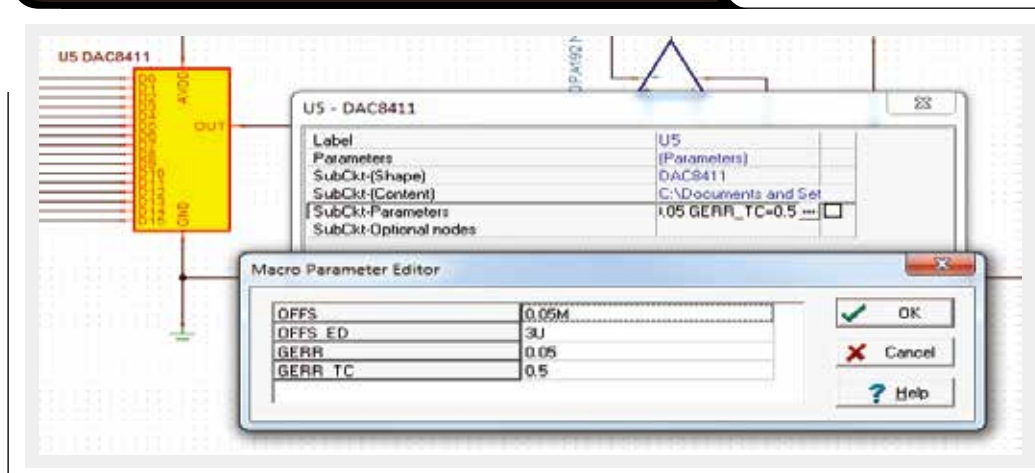 U5 DAC8411
AVDD
OUT
GND
OPA192 N
U5 - DAC8411
Label U5
Parameters (Parameters)
SubCkt-(Shape) DAC8411
SubCkt-(Content) C:\Documents and Set
SubCkt-Parameters .05 GERR_TC=0.5 ...
SubCkt-Optional nodes
Macro Parameter Editor
OFFS 0.05M
OFFS_ED 3U
GERR 0.05
GERR_TC 0.5
OK
Cancel
? Help